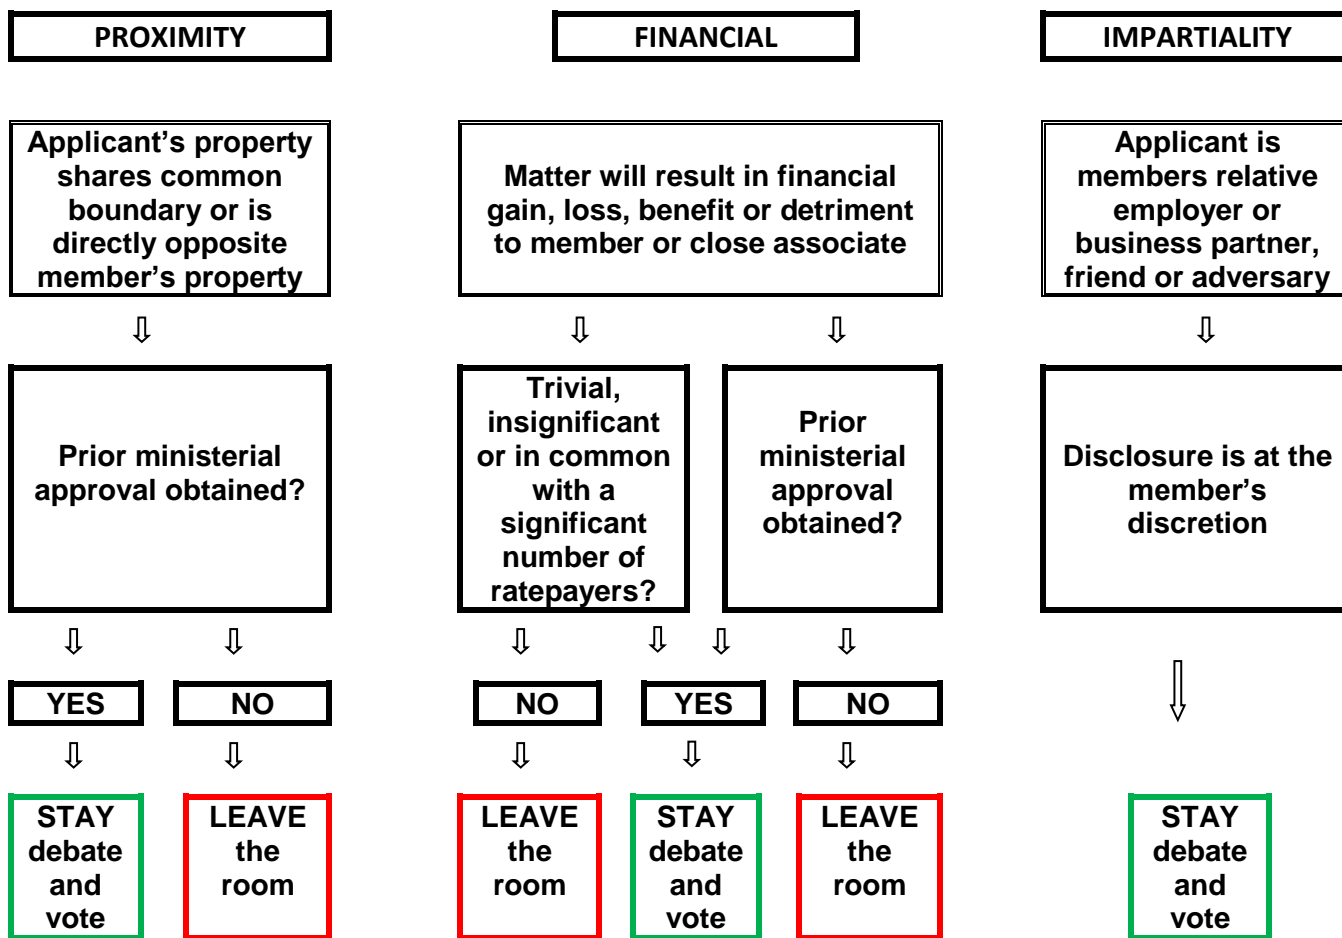 PROXIMITY
FINANCIAL
IMPARTIALITY
Applicant’s property
shares common
boundary or is
directly opposite
member’s property
Matter will result in financial
gain, loss, benefit or detriment
to member or close associate
Applicant is
members relative
employer or
business partner,
friend or adversary
Prior ministerial
approval obtained?
Trivial,
insignificant
or in common
with a
significant
number of
ratepayers?
Prior
ministerial
approval
obtained?
Disclosure is at the
member’s
discretion
YES
NO
NO
YES
NO
STAY
debate
and
vote
LEAVE
the
room
LEAVE
the
room
STAY
debate
and
vote
LEAVE
the
room
STAY
debate
and
vote